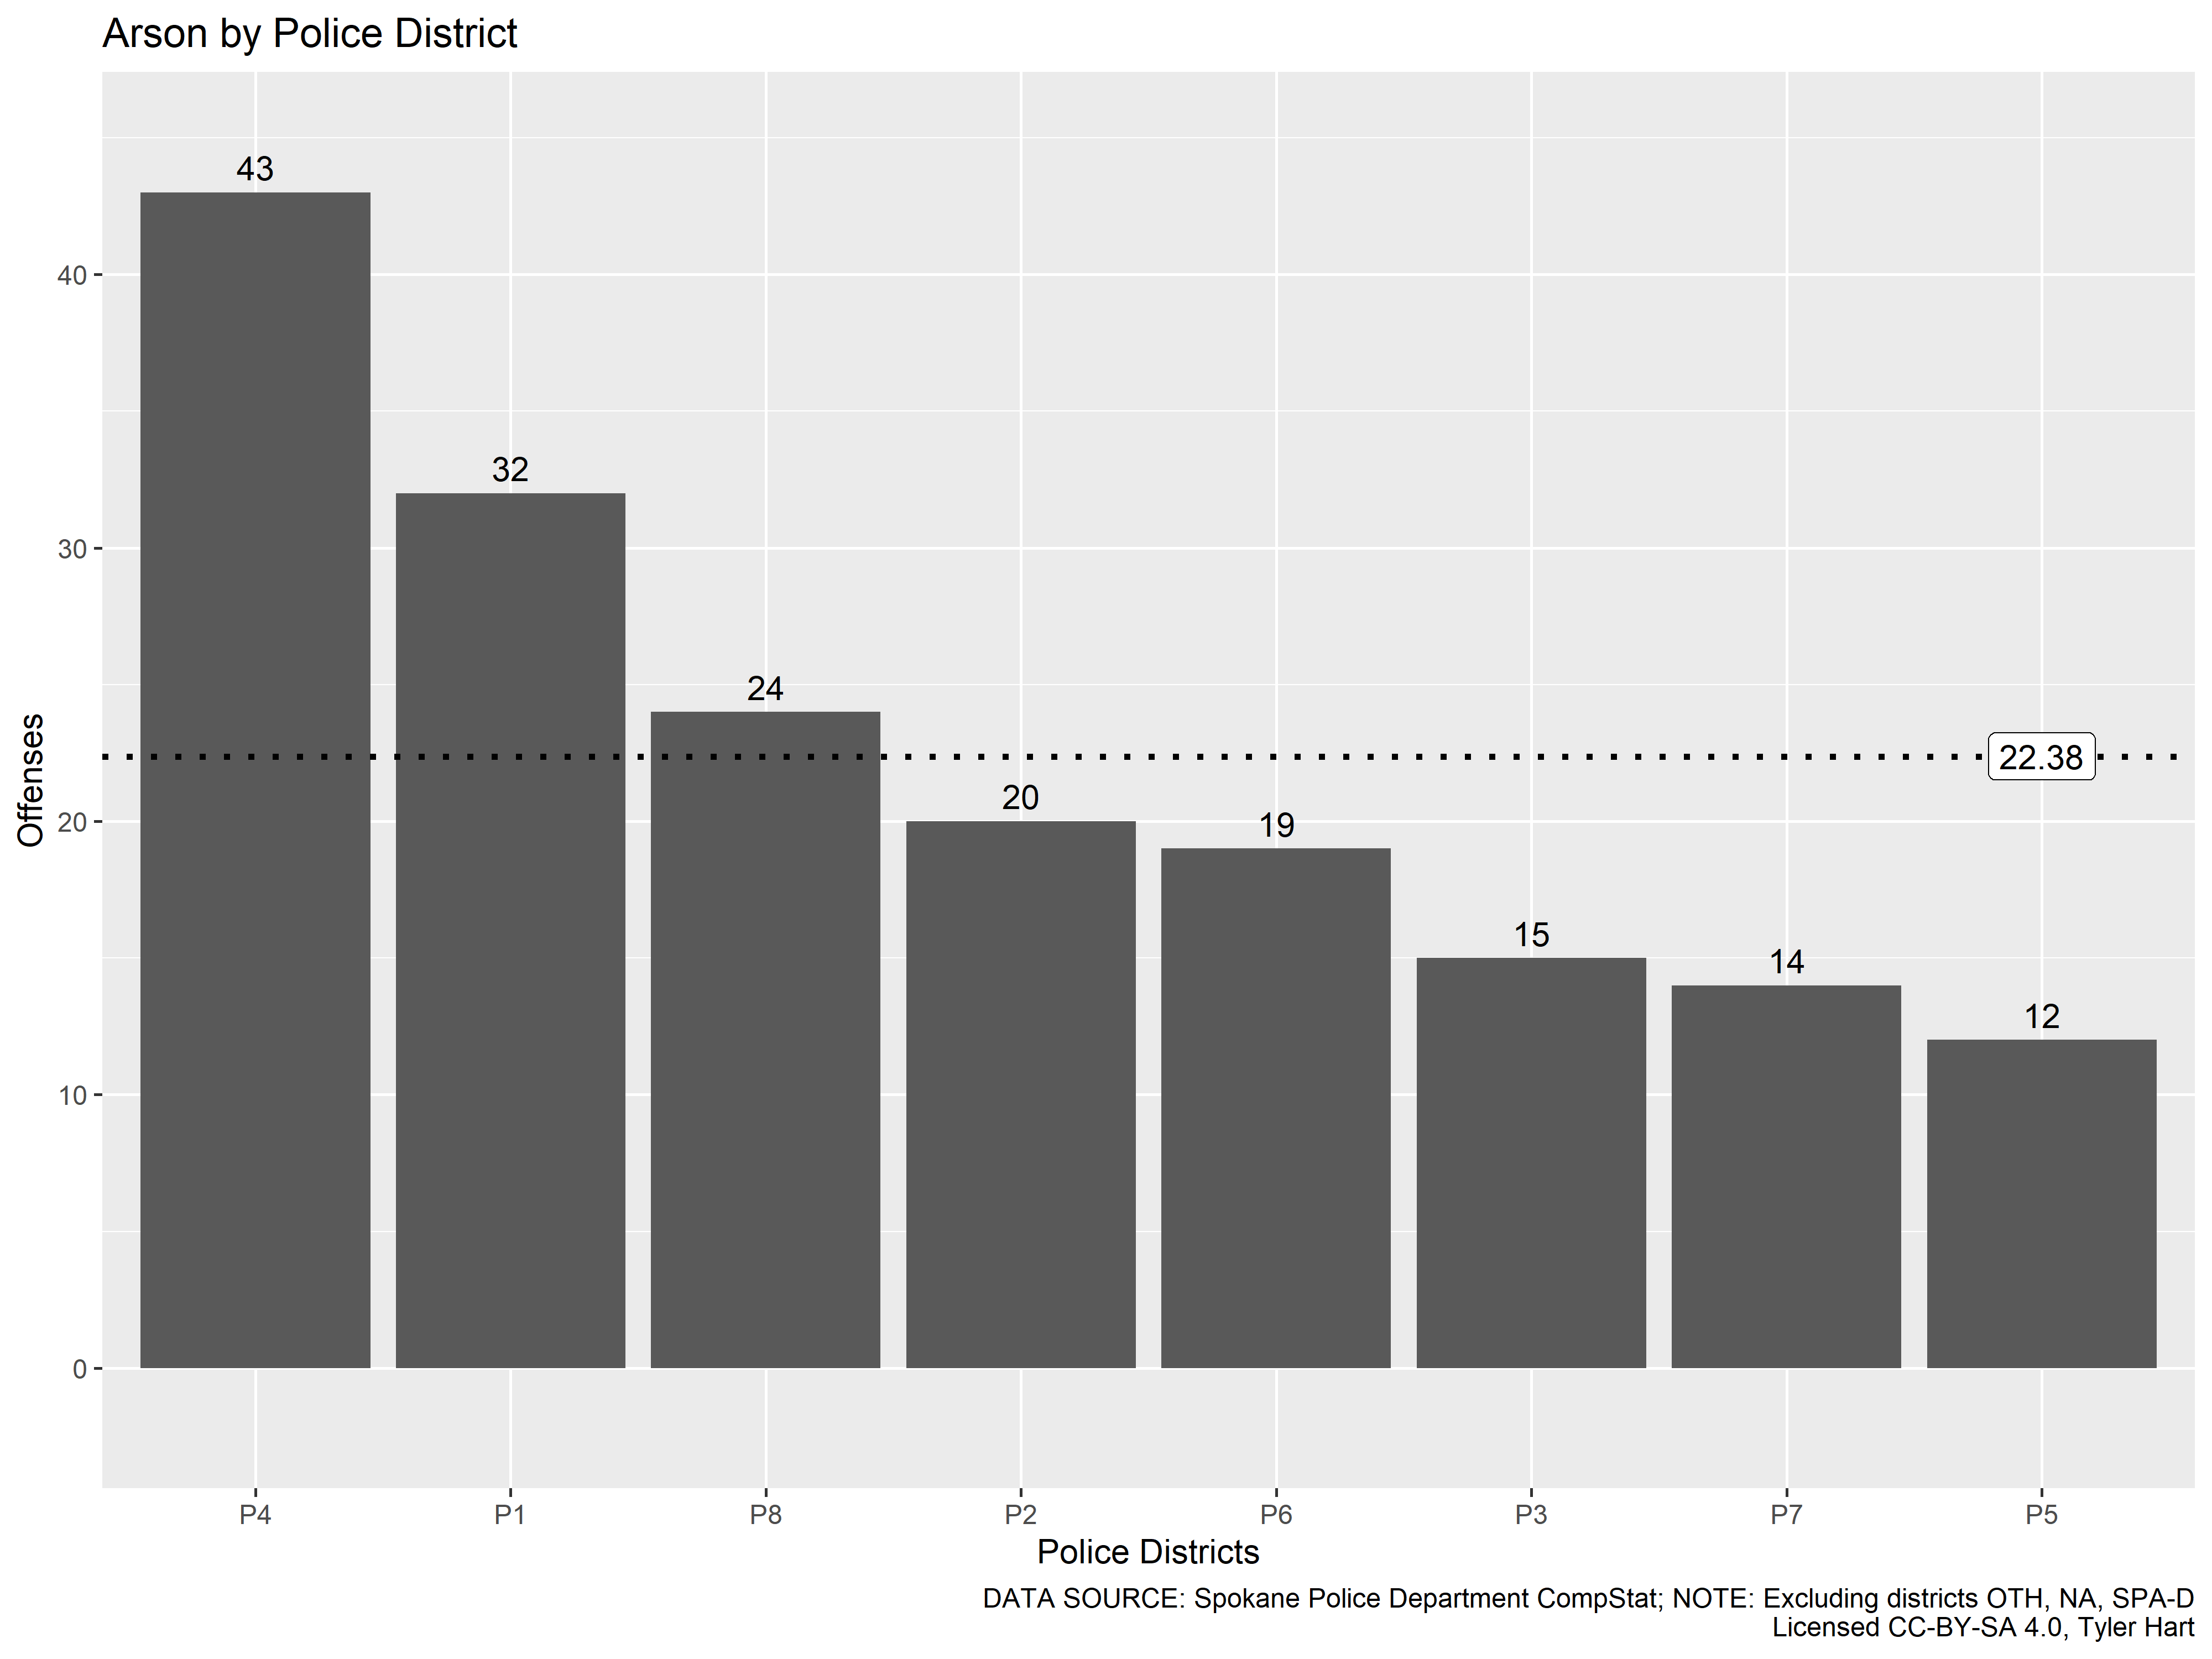 Arson by Police District
Offenses
40
30
20
10
0
43
32
24
20
19
15
14
12
22.38
P4 P1 P8 P2 P6 P3 P7 P5
Police Districts
DATA SOURCE: Spokane Police Department CompStat; NOTE: Excluding districts OTH, NA, SPA-D
Licensed CC-BY-SA 4.0, Tyler Hart